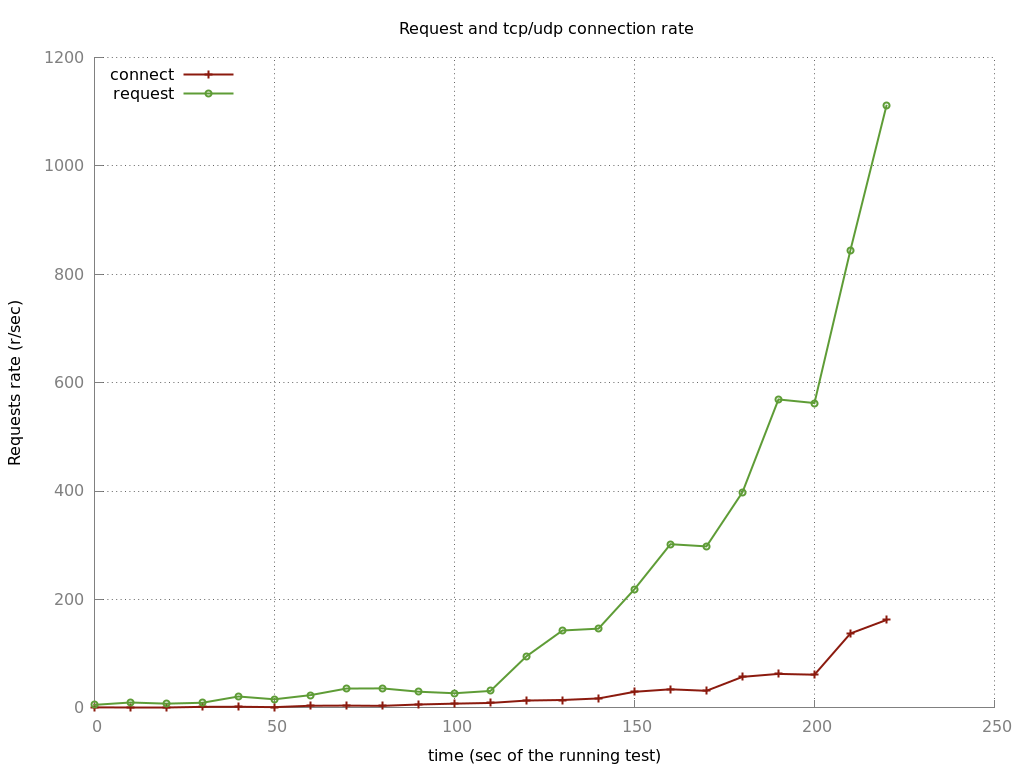 Request and tcp/udp connection rate
1200
connect
request
1000
800
600
400
200
0
Requests rate (r/sec)
0 50 100 150 200 250
time (sec of the running test)